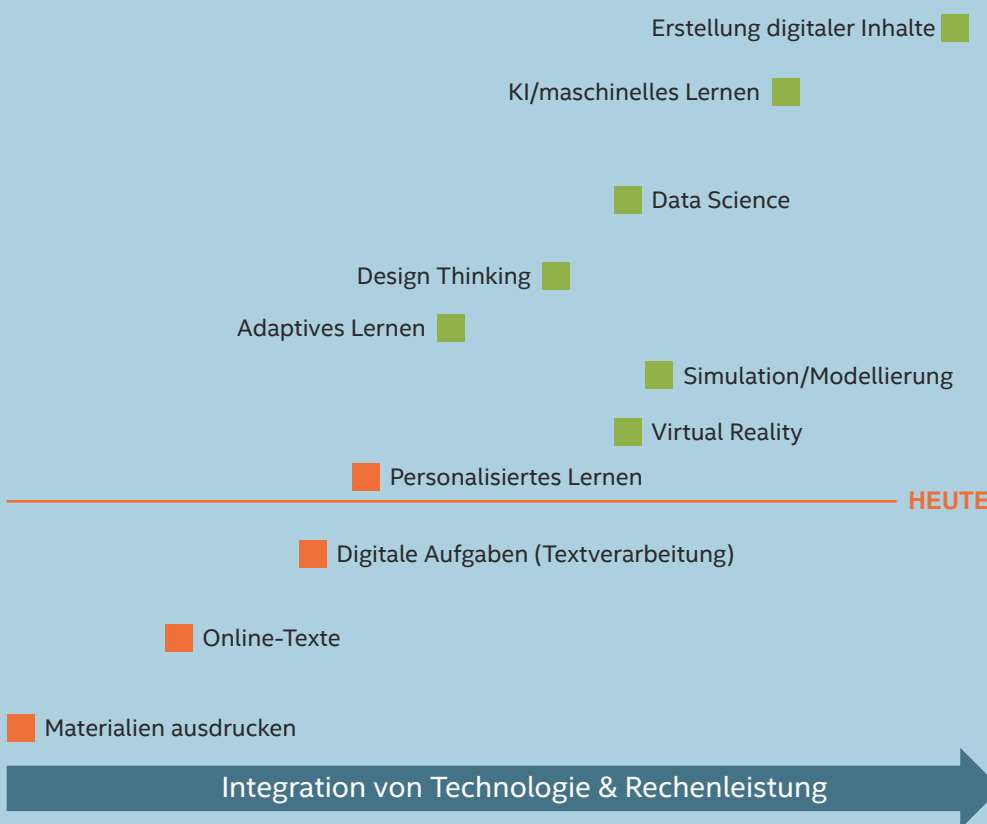 Erstellung digitaler Inhalte
KI/maschinelles Lernen
Data Science
Design Thinking
Adaptives Lernen
Simulation/Modellierung
Virtual Reality
Personalisiertes Lernen
HEUTE
Digitale Aufgaben (Textverarbeitung)
Online-Texte
Materialien ausdrucken
Integration von Technologie & Rechenleistung